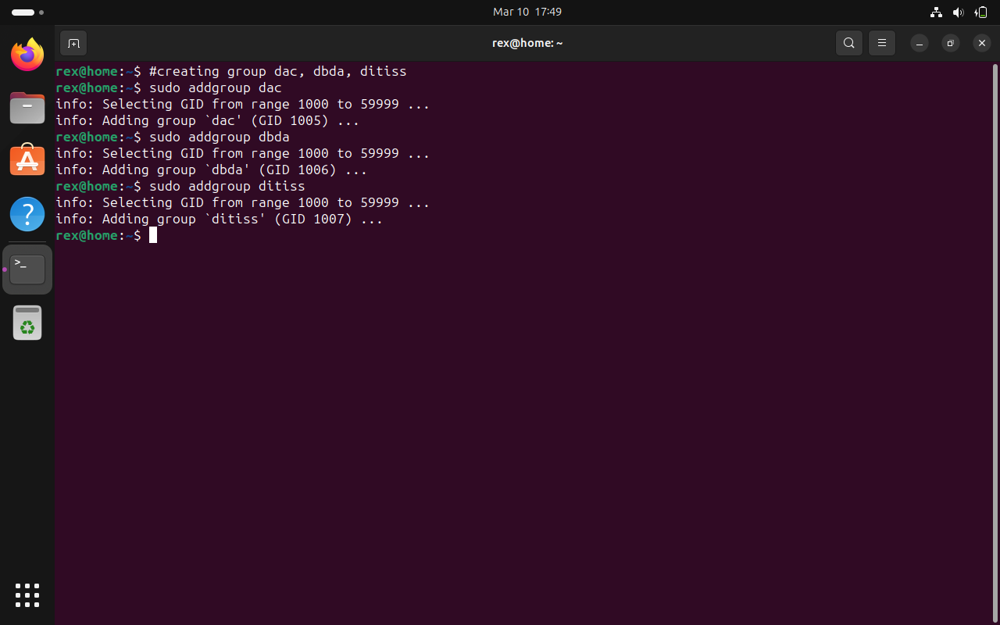 Mar 10 17:49
rex@home: ~
rex@home:~$ #creating group dac, dbda, ditiss
rex@home:~$ sudo addgroup dac
info: Selecting GID from range 1000 to 59999 ...
info: Adding group `dac' (GID 1005) ...
rex@home:~$ sudo addgroup dbda
info: Selecting GID from range 1000 to 59999 ...
info: Adding group `dbda' (GID 1006) ...
rex@home:~$ sudo addgroup ditiss
info: Selecting GID from range 1000 to 59999 ...
info: Adding group `ditiss' (GID 1007) ...
rex@home:~$